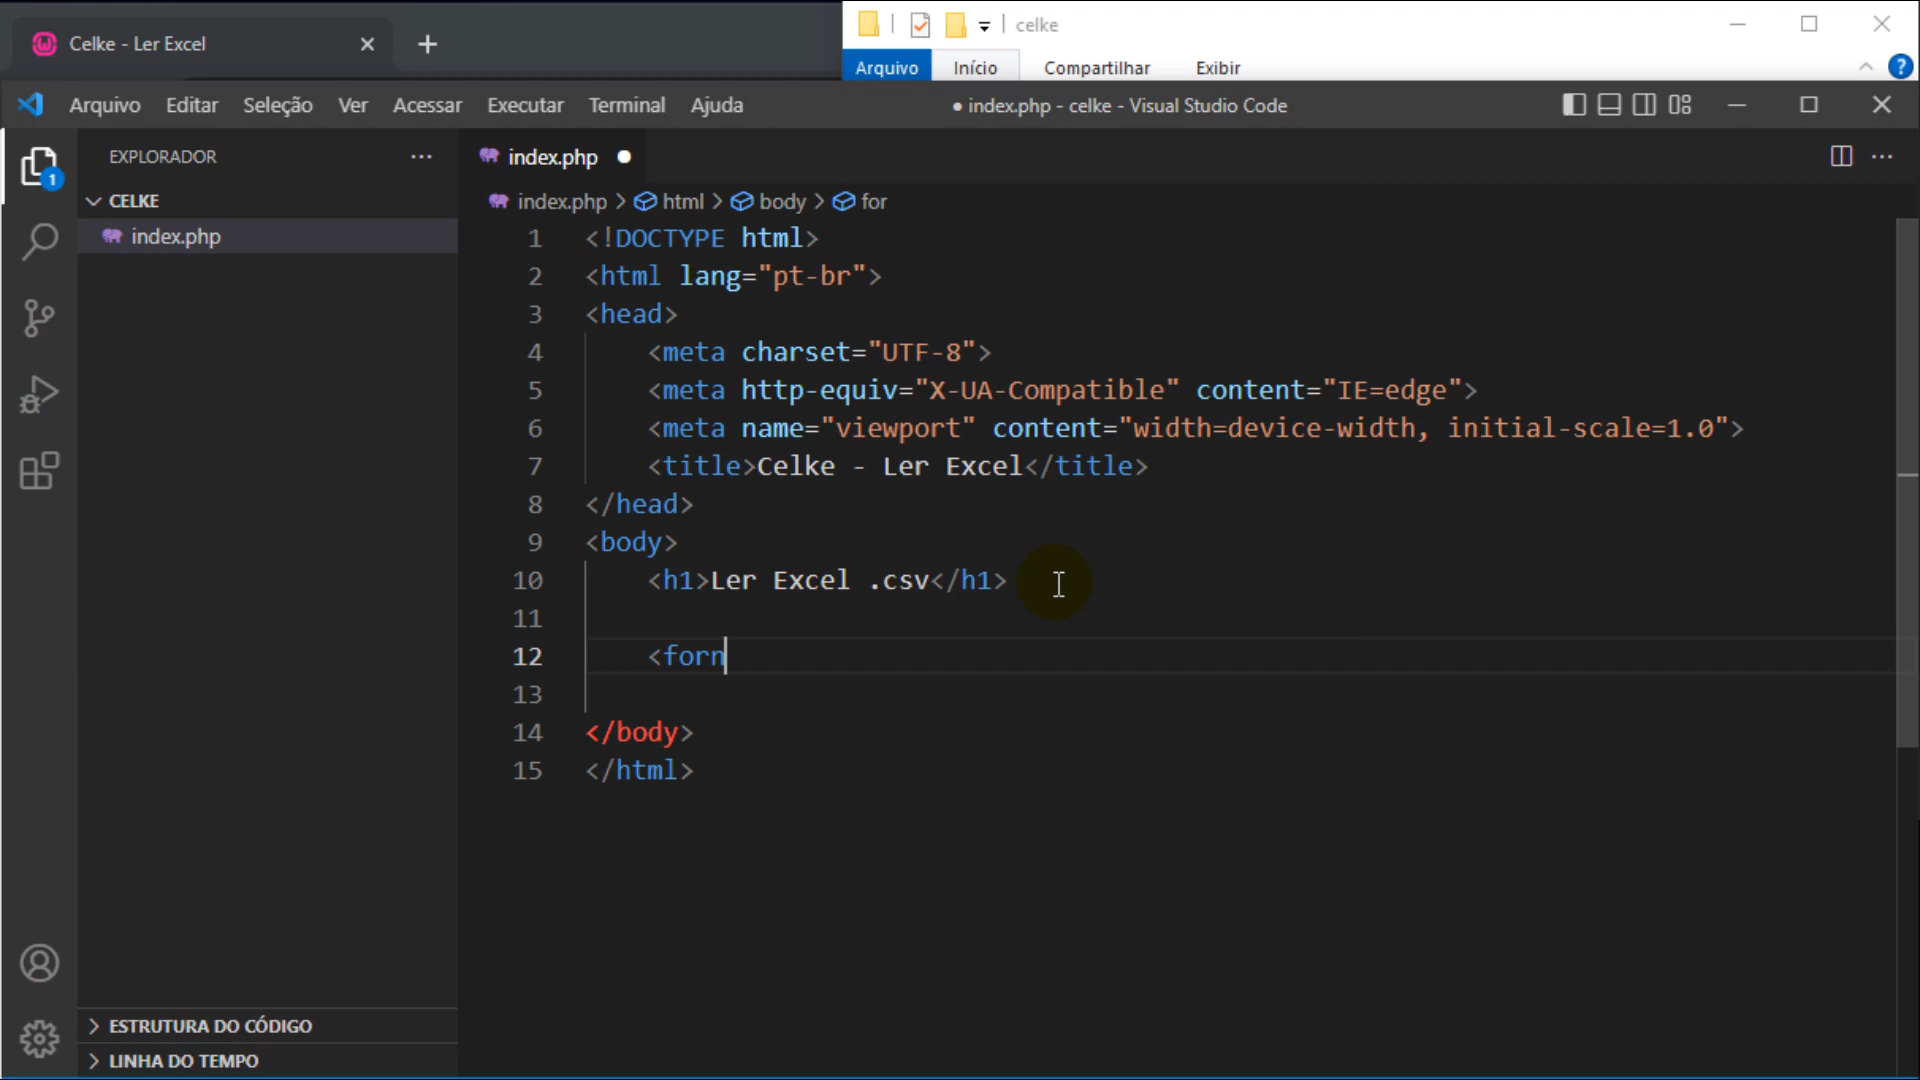 Celke - Ler Excel
celke
Arquivo Início Compartilhar Exibir
Arquivo Editar Seleção Ver Acessar Executar Terminal Ajuda
● index.php - celke - Visual Studio Code
EXPLORADOR
1
CELKE
index.php
index.php
index.php > html > body > for
1 <!DOCTYPE html>
2 <html lang="pt-br">
3 <head>
4 <meta charset="UTF-8">
5 <meta http-equiv="X-UA-Compatible" content="IE=edge">
6 <meta name="viewport" content="width=device-width, initial-scale=1.0">
7 <title>Celke - Ler Excel</title>
8 </head>
9 <body>
10 <h1>Ler Excel .csv</h1>
11
12 <forn
13
14 </body>
15 </html>
ESTRUTURA DO CÓDIGO
LINHA DO TEMPO